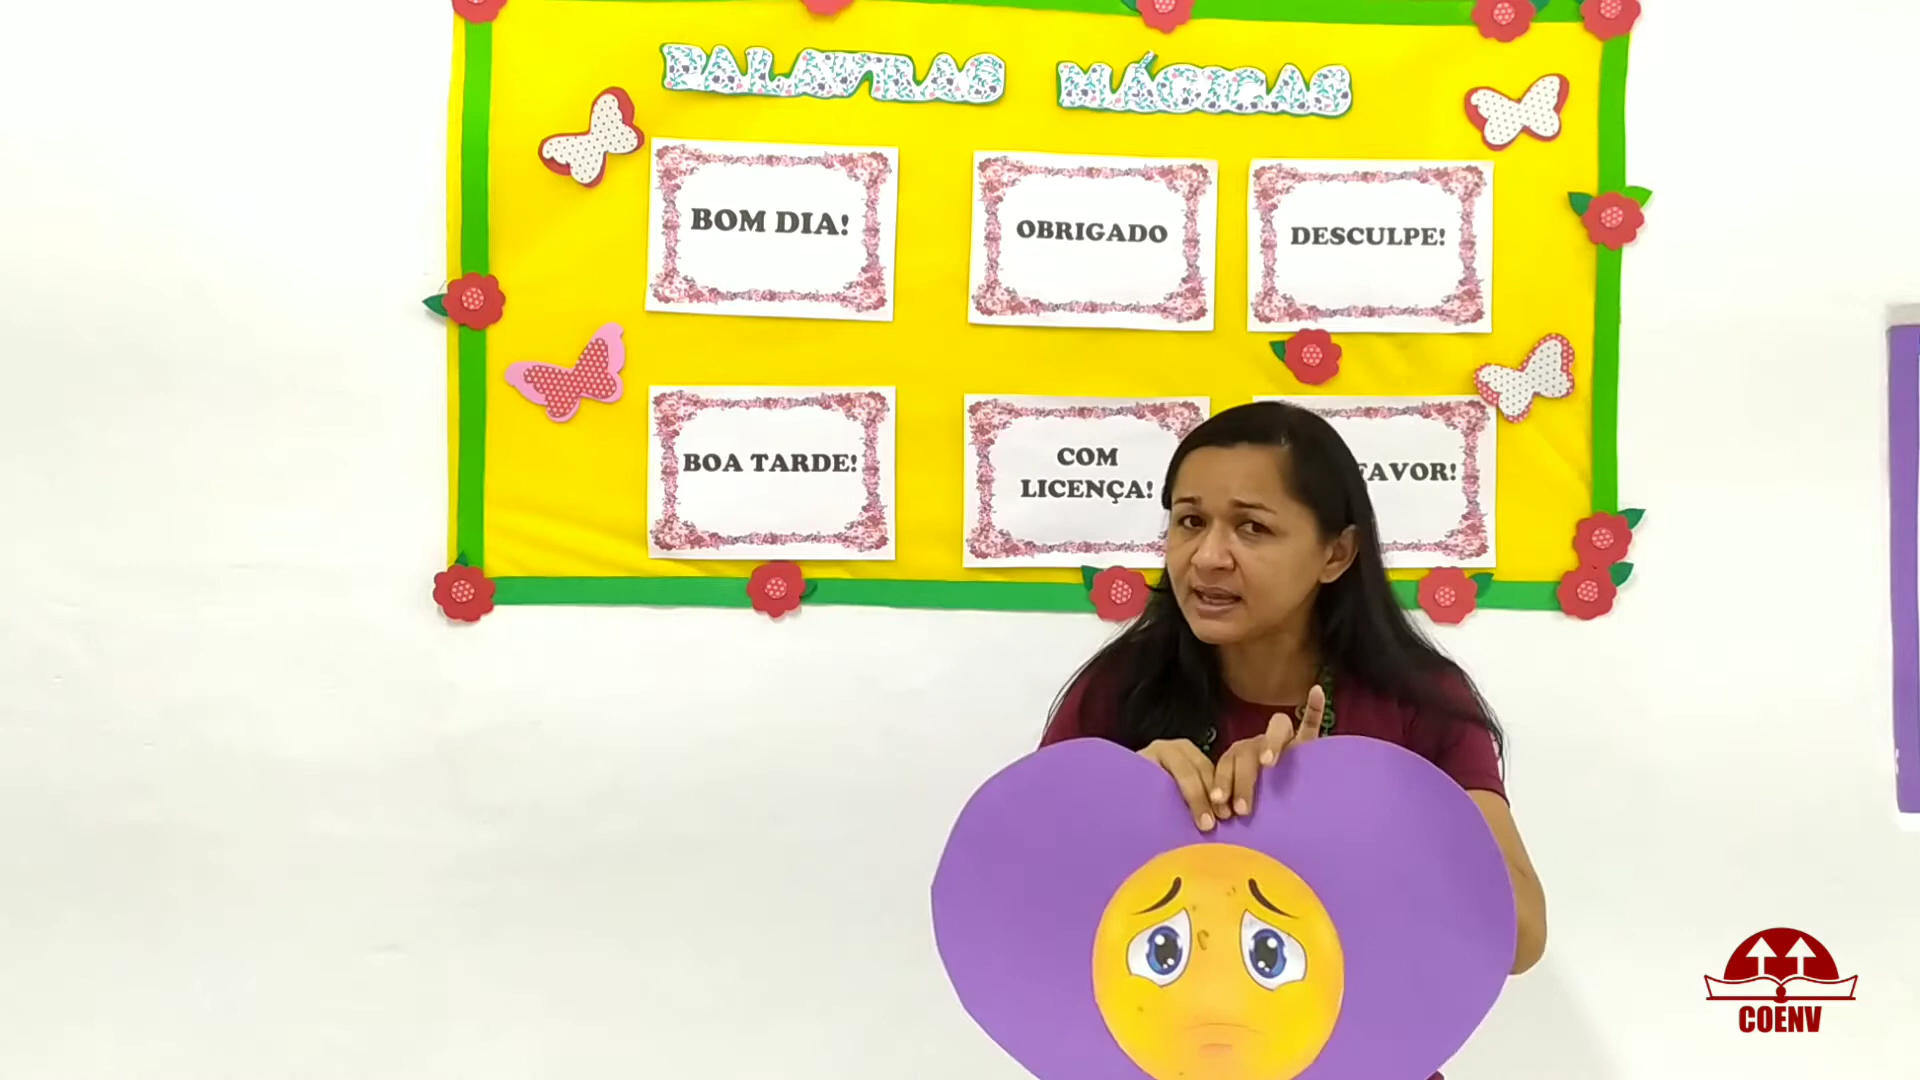 PALAVRAS MÁGICAS
BOM DIA!
OBRIGADO
DESCULPE!
BOA TARDE!
COM
LICENÇA!
FAVOR!
COENV